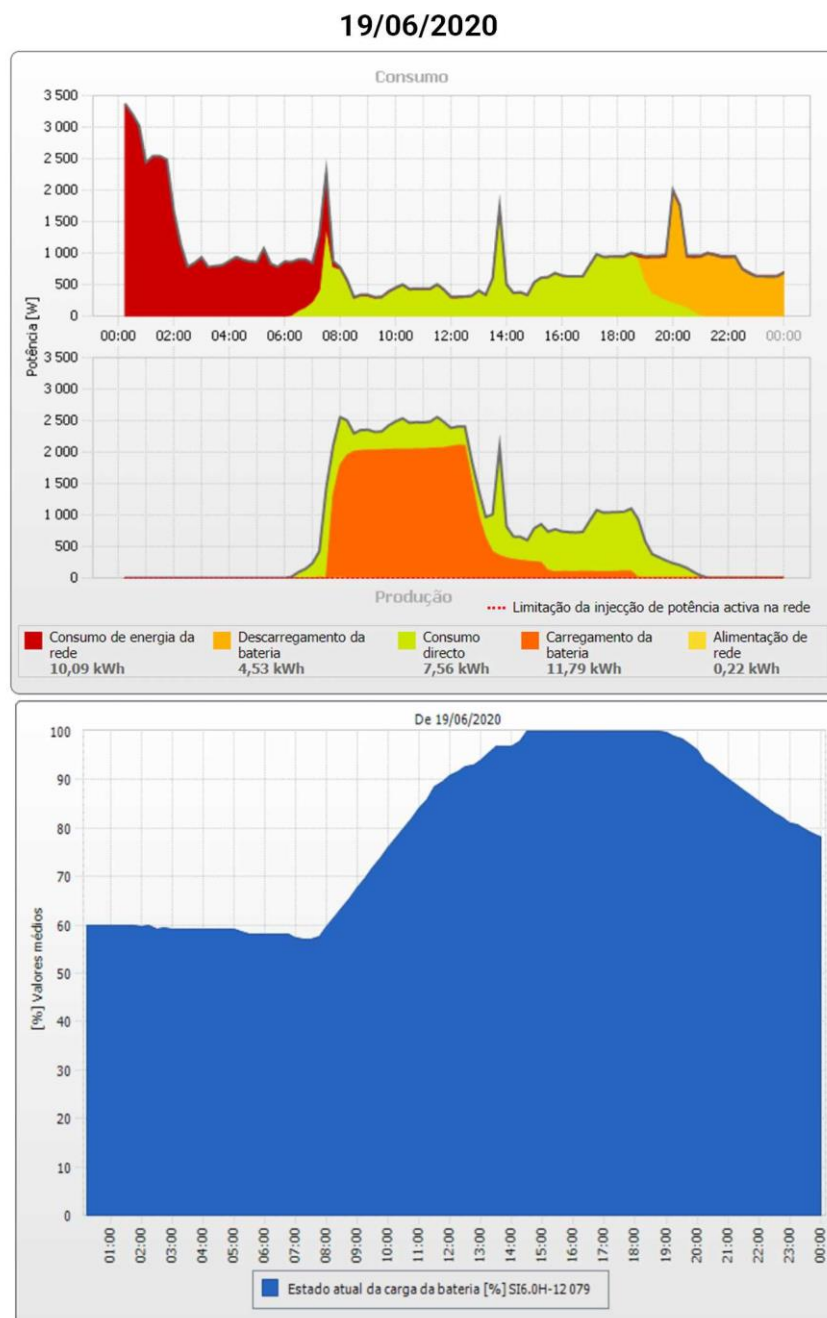 19/06/2020
Consumo
3 500
3 000
2 500
2 000
1 500
1 000
500
0
00:00 02:00 04:00 06:00 08:00 10:00 12:00 14:00 16:00 18:00 20:00 22:00 00:00
Potência [W]
3 500
3 000
2 500
2 000
1 500
1 000
500
0
Produção
Limitação da injecção de potência activa na rede
Consumo de energia da rede
10,09 kWh
Descarregamento da bateria
4,53 kWh
Consumo directo
7,56 kWh
Carregamento da bateria
11,79 kWh
Alimentação de rede
0,22 kWh
De 19/06/2020
100
90
80
70
60
50
40
30
20
10
0
[%] Valores médios
01:00 02:00 03:00 04:00 05:00 06:00 07:00 08:00 09:00 10:00 11:00 12:00 13:00 14:00 15:00 16:00 17:00 18:00 19:00 20:00 21:00 22:00 23:00 00:00
Estado atual da carga da bateria [%] SI6.0H-12 079